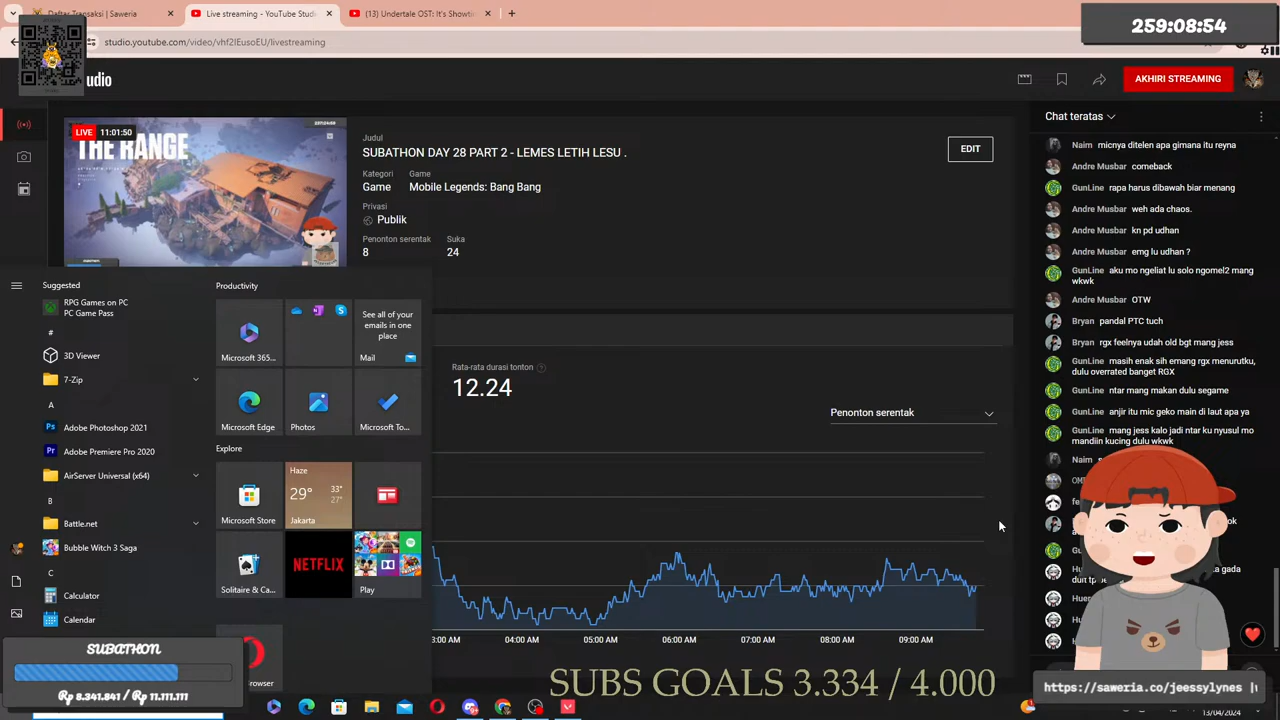 Daftar Transaksi | Saweria
Live streaming - YouTube Studio
(13) Undertale OST: It's Showti
studio.youtube.com/video/vhf2IEusoEU/livestreaming
259:08:54
udio
AKHIRI STREAMING
LIVE 11:01:50
THE RANGE
Judul
SUBATHON DAY 28 PART 2 - LEMES LETIH LESU .
EDIT
Kategori
Game
Game
Mobile Legends: Bang Bang
Privasi
Publik
Penonton serentak
Suka
8
24
Chat teratas
Naim micnya ditelen apa gimana itu reyna
Andre Musbar comeback
GunLine rapa harus dibawah biar menang
Andre Musbar weh ada chaos.
Andre Musbar kn pd udhan
Andre Musbar emg lu udhan ?
GunLine aku mo ngeliat lu solo ngomel2 mang
wkwk
Andre Musbar OTW
Bryan pandal PTC tuch
Bryan rgx feelnya udah old bgt mang jess
GunLine masih enak sih emang rgx menurutku,
dulu overrated banget RGX
GunLine ntar mang makan dulu segame
GunLine anjir itu mic geko main di laut apa ya
GunLine mang jess kalo jadi ntar ku nyusul mo
mandiin kucing dulu wkwk
Naim
Suggested
RPG Games on PC
PC Game Pass
#
3D Viewer
7-Zip
A
Adobe Photoshop 2021
Adobe Premiere Pro 2020
AirServer Universal (x64)
B
Battle.net
Bubble Witch 3 Saga
C
Calculator
Calendar
Productivity
Microsoft 365...
See all of your
emails in one
place
Mail
Microsoft Edge
Photos
Microsoft To...
Explore
Microsoft Store
Haze
29°
33°
27°
Jakarta
Solitaire & Ca...
NETFLIX
Play
Rata-rata durasi tonton
12.24
Penonton serentak
3:00 AM
04:00 AM
05:00 AM
06:00 AM
07:00 AM
08:00 AM
09:00 AM
SUBATHON
Rp 8.341.841 / Rp 11.111.111
SUBS GOALS 3.334 / 4.000
https://saweria.co/jeessylynes |
13/04/2024